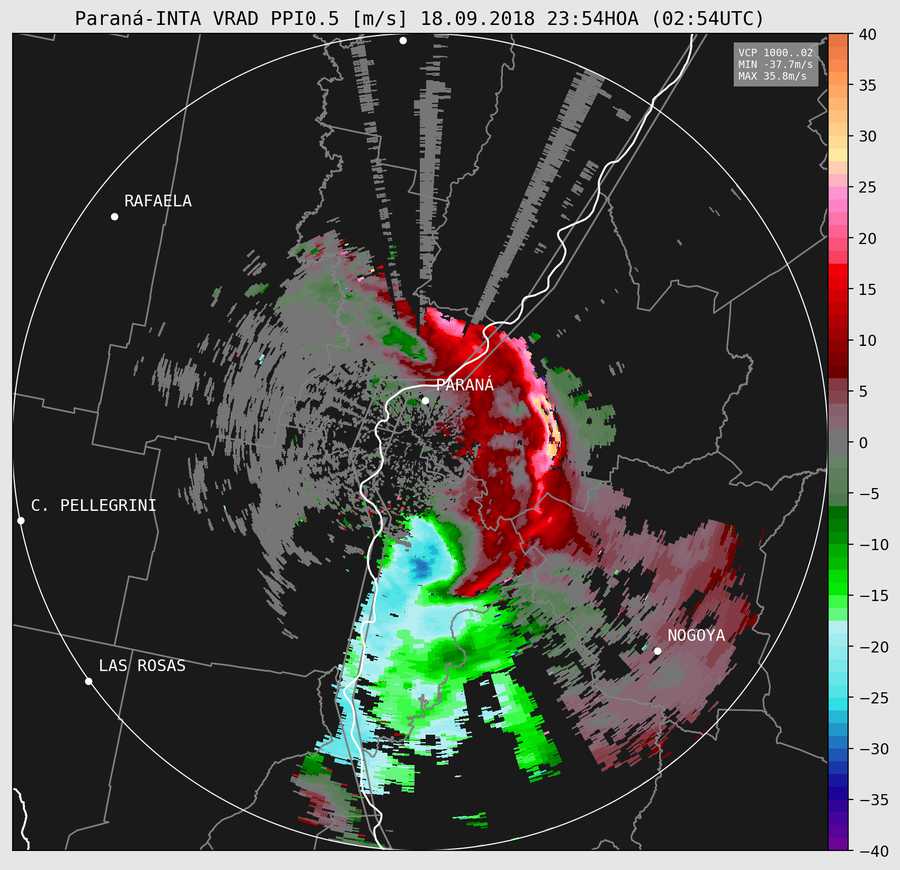 Paraná-INTA VRAD PPI0.5 [m/s] 18.09.2018 23:54HOA (02:54UTC)
VCP 1000..02
MIN -37.7m/s
MAX 35.8m/s
RAFAELA
PARANÁ
C. PELLEGRINI
NOGOYA
LAS ROSAS
40
35
30
25
20
15
10
5
0
−5
−10
−15
−20
−25
−30
−35
−40